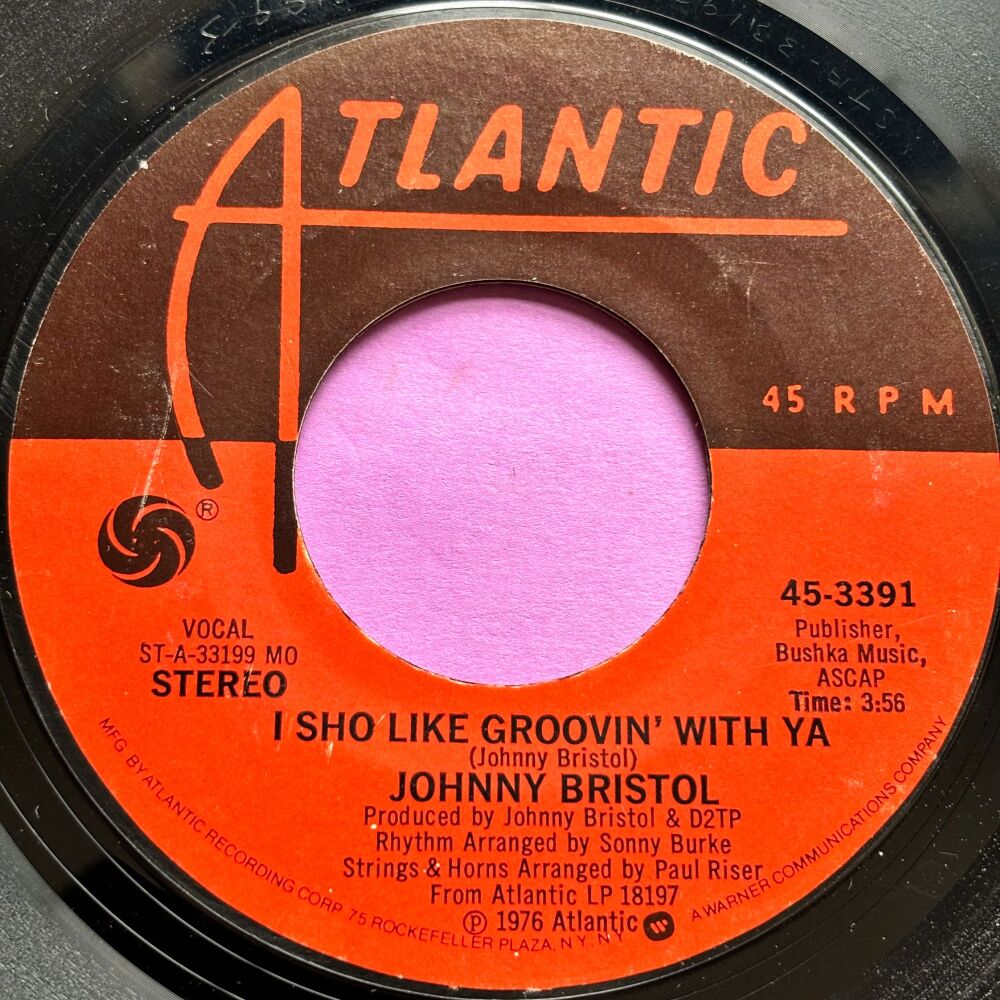 ATLANTIC
45 RPM
®
VOCAL
ST-A-33199 MO
STEREO
45-3391
Publisher,
Bushka Music,
ASCAP
Time: 3:56
I SHO LIKE GROOVIN' WITH YA
(Johnny Bristol)
JOHNNY BRISTOL
Produced by Johnny Bristol & D2TP
Rhythm Arranged by Sonny Burke
Strings & Horns Arranged by Paul Riser
From Atlantic LP 18197
℗ 1976 Atlantic
MFG BY ATLANTIC RECORDING CORP. 75 ROCKEFELLER PLAZA, N.Y. N.Y. A WARNER COMMUNICATIONS COMPANY